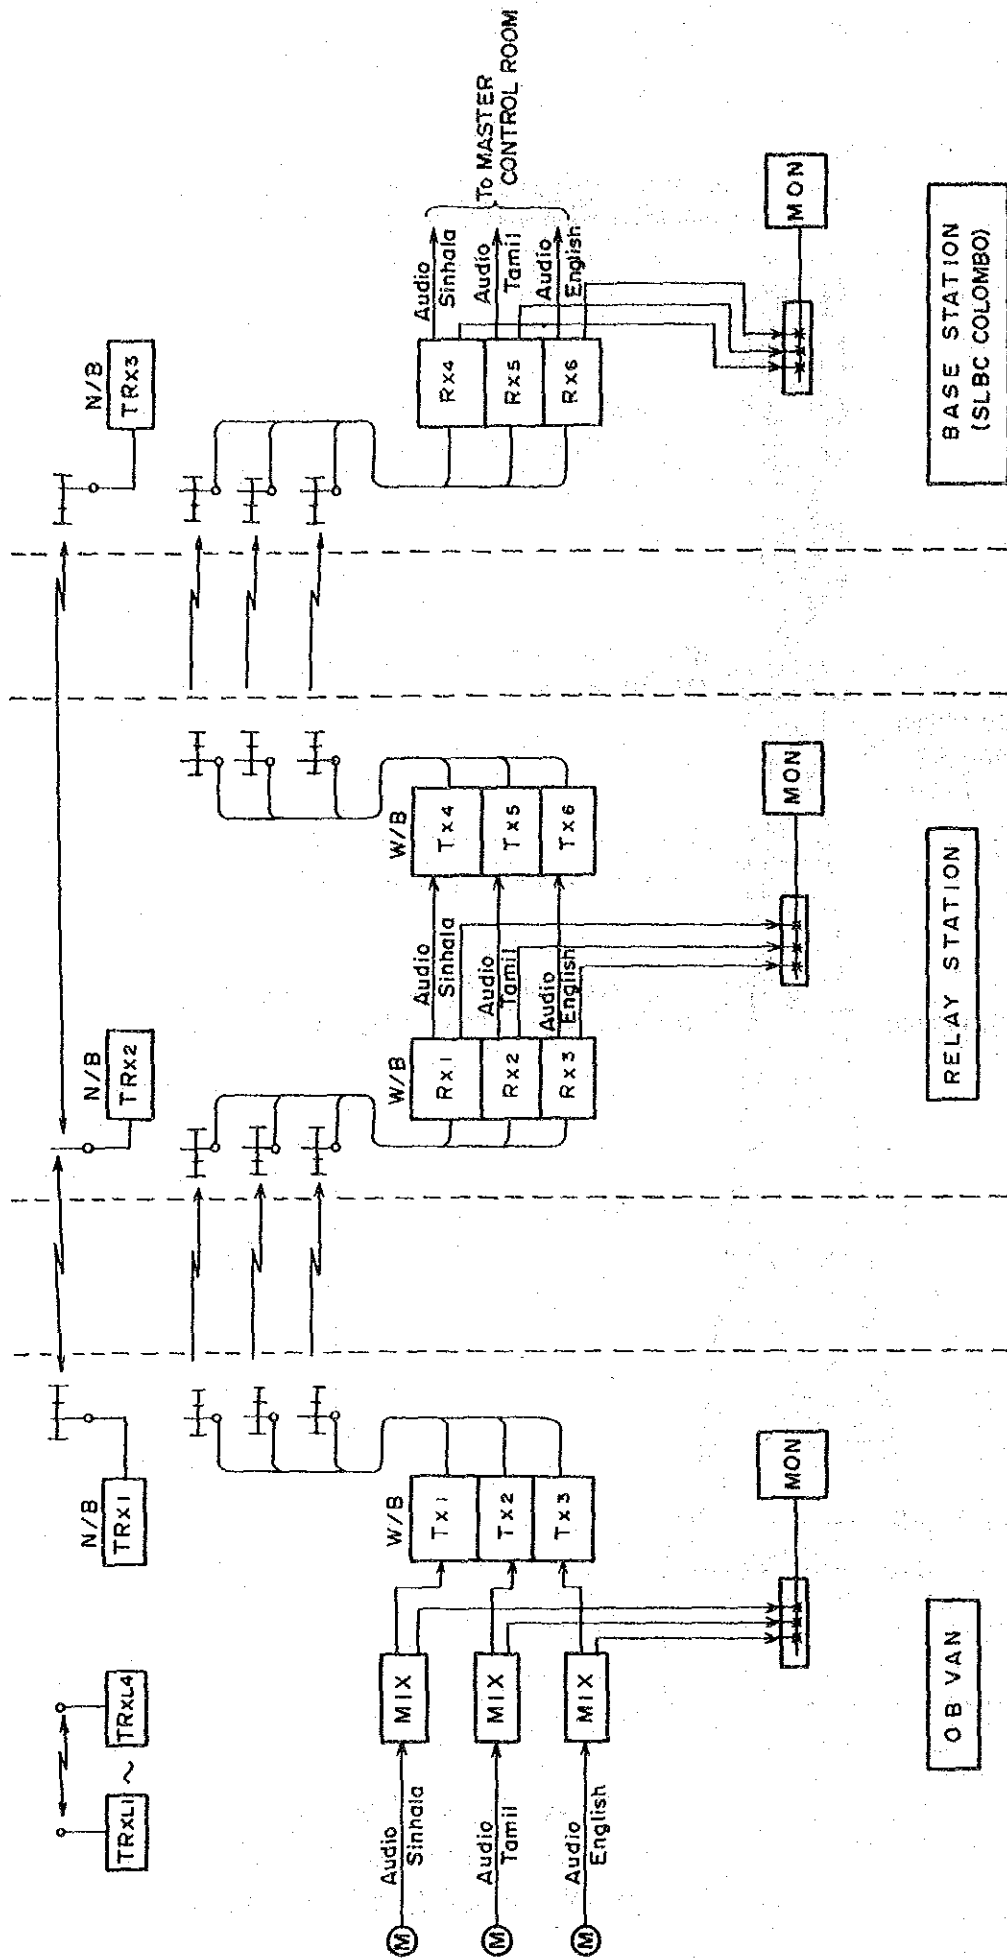 TRXL1 ~ TRXL4
N/B
TRX1
N/B
TRX2
N/B
TRX3
M
Audio
Sinhala
MIX
W/B
Tx1
M
Audio
Tamil
MIX
Tx2
M
Audio
English
MIX
Tx3
MON
W/B
Rx1
Audio
Sinhala
W/B
Tx4
Rx2
Audio
Tamil
Tx5
Rx3
Audio
English
Tx6
MON
Rx4
Audio
Sinhala
Rx5
Audio
Tamil
Rx6
Audio
English
To MASTER
CONTROL ROOM
MON
OB VAN
RELAY STATION
BASE STATION
(SLBC COLOMBO)